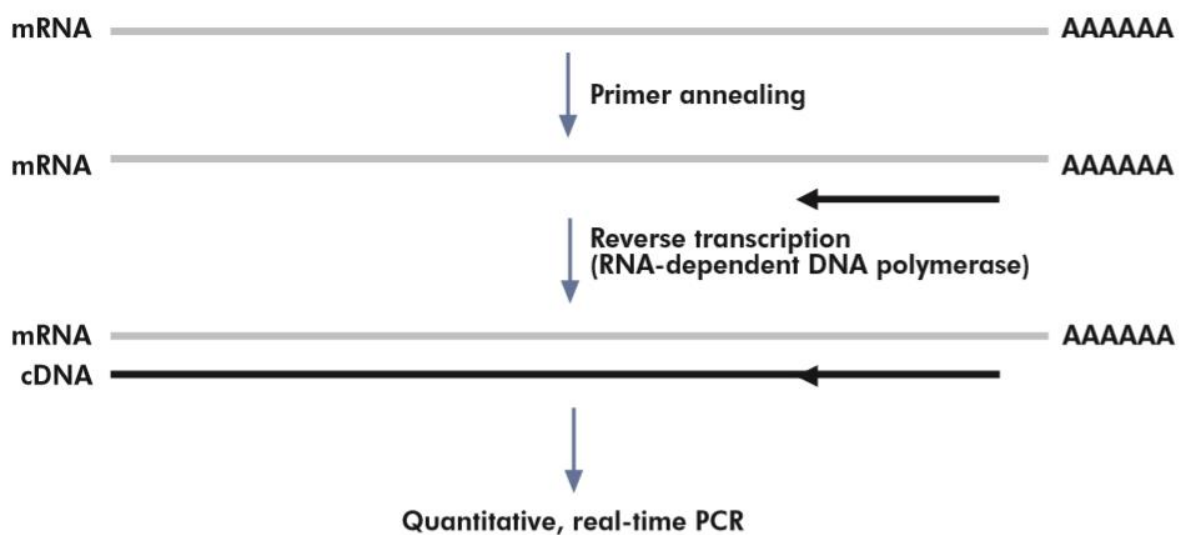 mRNA AAAAAA
Primer annealing
mRNA AAAAAA
Reverse transcription
(RNA-dependent DNA polymerase)
mRNA AAAAAA
cDNA
Quantitative, real-time PCR